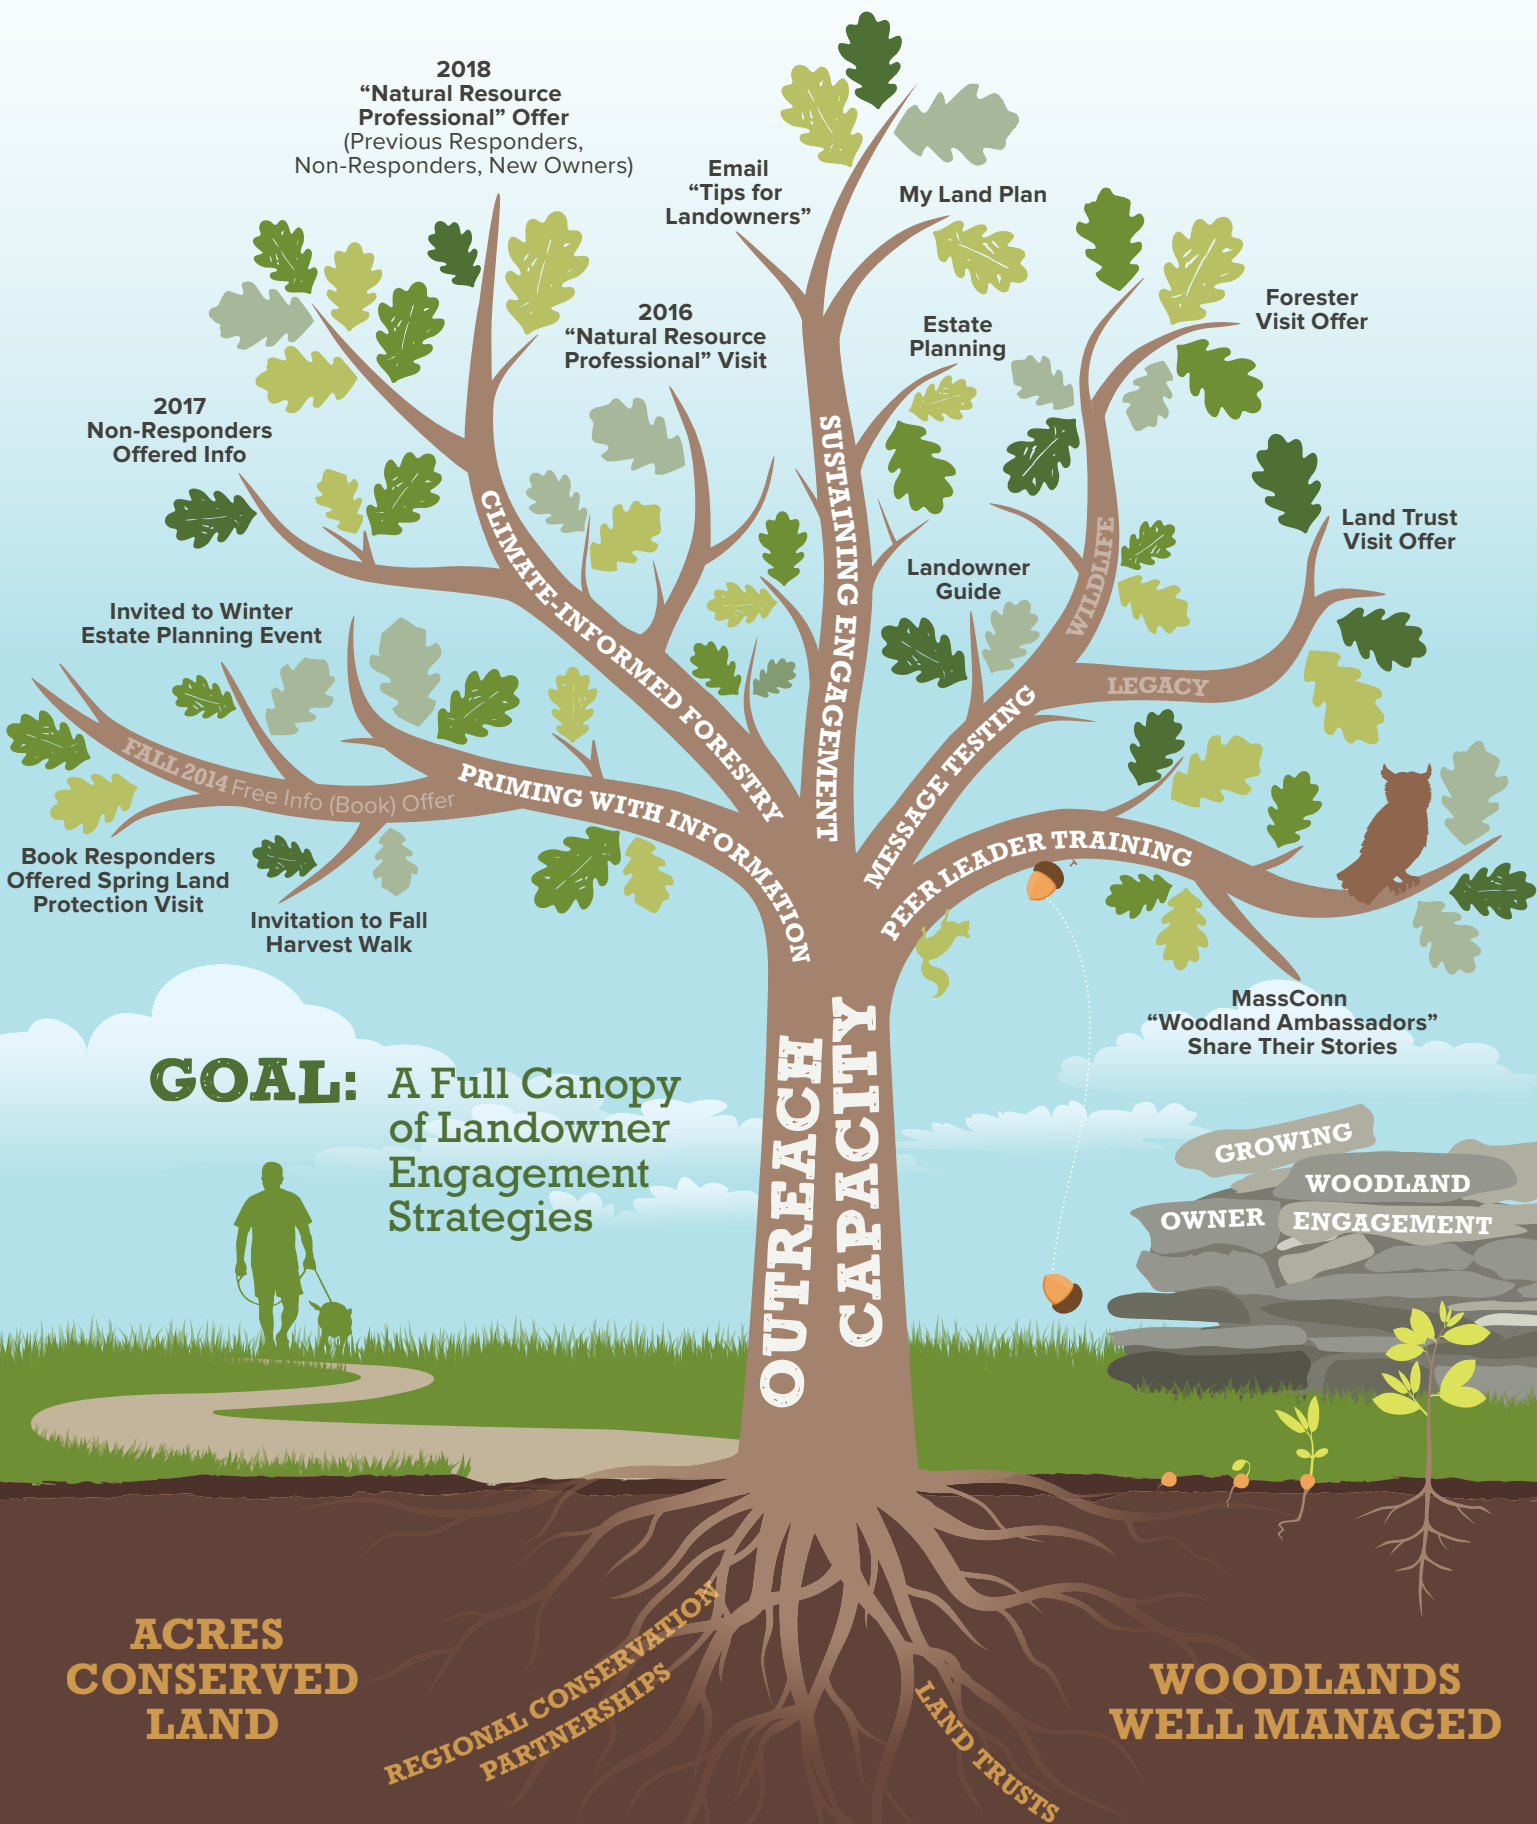 2018
“Natural Resource
Professional” Offer
(Previous Responders,
Non-Responders, New Owners)
Email
“Tips for
Landowners”
My Land Plan
2016
“Natural Resource
Professional” Visit
Estate
Planning
Forester
Visit Offer
2017
Non-Responders
Offered Info
Land Trust
Visit Offer
Landowner
Guide
Invited to Winter
Estate Planning Event
CLIMATE-INFORMED FORESTRY
SUSTAINING ENGAGEMENT
WILDLIFE
LEGACY
MESSAGE TESTING
FALL 2014 Free Info (Book) Offer
PRIMING WITH INFORMATION
PEER LEADER TRAINING
Book Responders
Offered Spring Land
Protection Visit
Invitation to Fall
Harvest Walk
MassConn
“Woodland Ambassadors”
Share Their Stories
GOAL: A Full Canopy
of Landowner
Engagement
Strategies
OUTREACH
CAPACITY
GROWING
WOODLAND
OWNER ENGAGEMENT
ACRES
CONSERVED
LAND
REGIONAL CONSERVATION
PARTNERSHIPS
LAND TRUSTS
WOODLANDS
WELL MANAGED